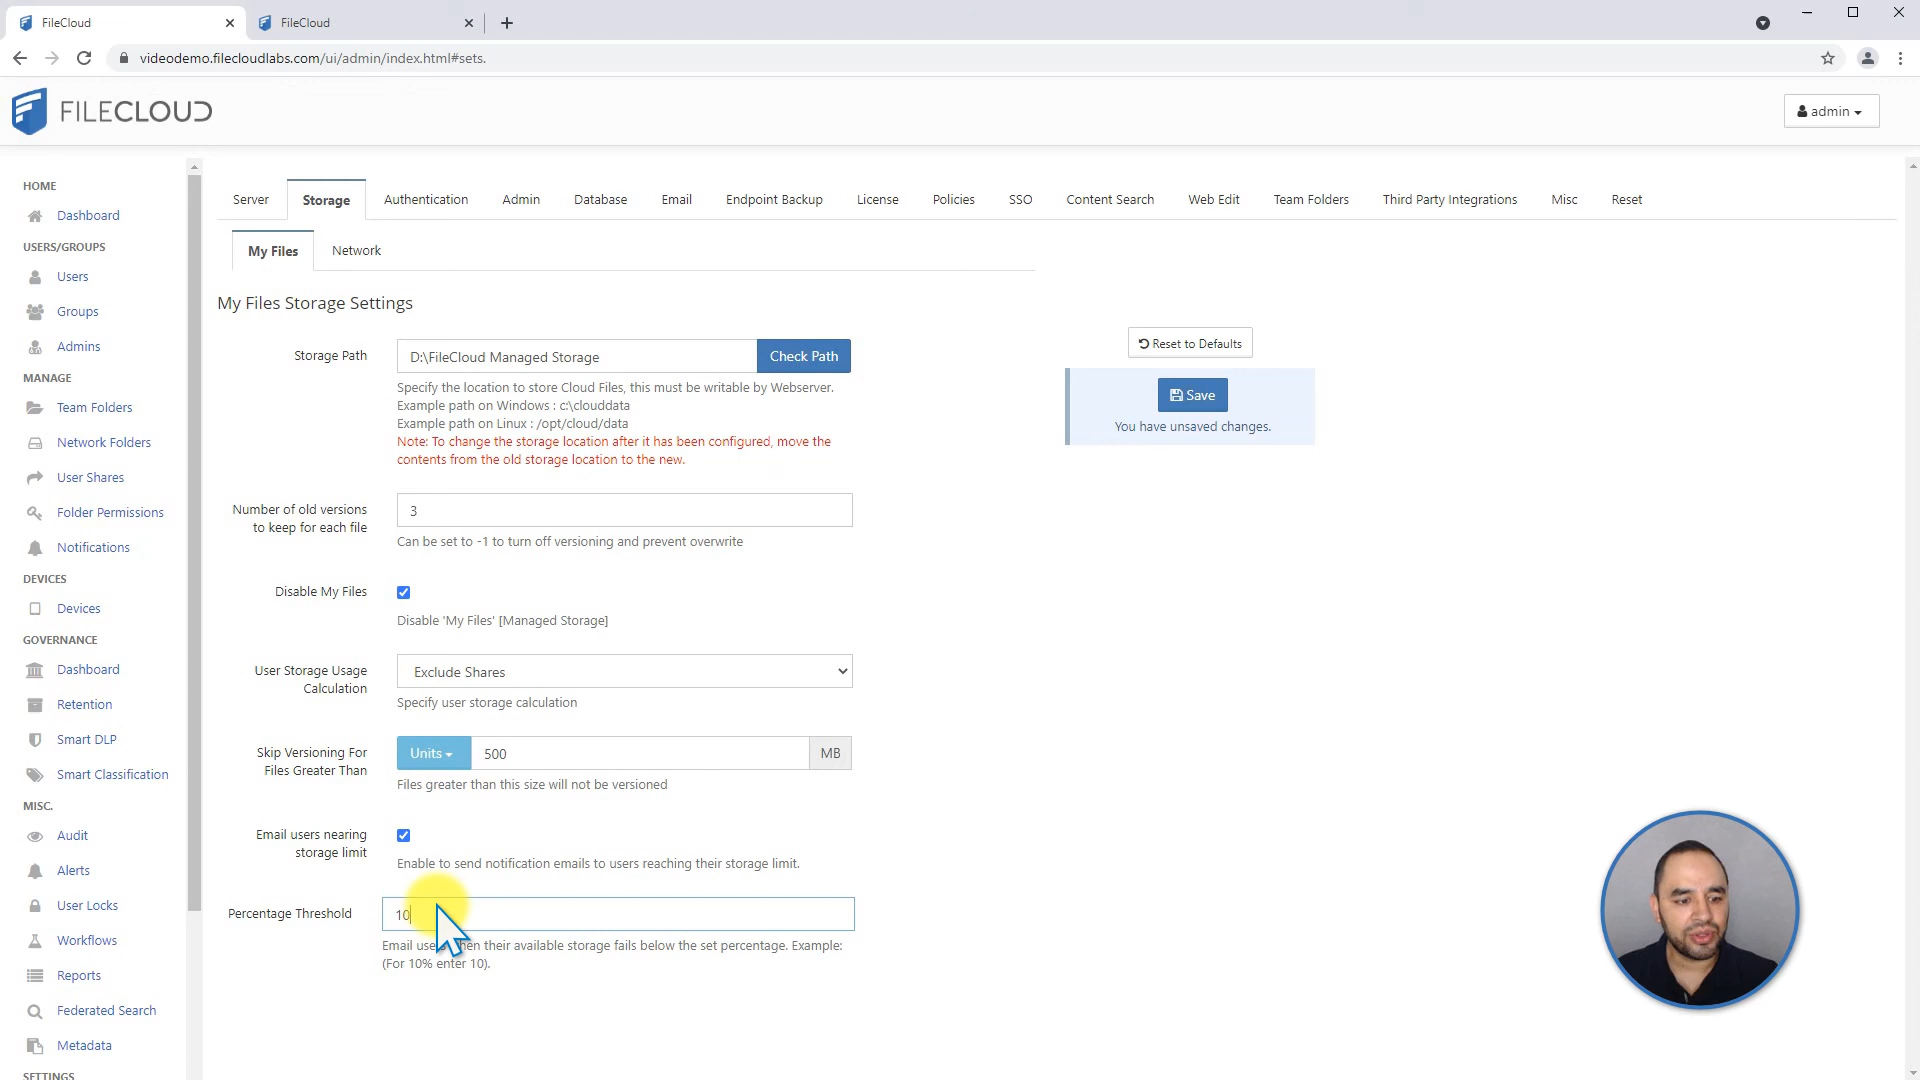 FileCloud
FileCloud
videodemo.filecloudlabs.com/ui/admin/index.html#sets.
FILECLOUD
admin
HOME
Dashboard
USERS/GROUPS
Users
Groups
Admins
MANAGE
Team Folders
Network Folders
User Shares
Folder Permissions
Notifications
DEVICES
Devices
GOVERNANCE
Dashboard
Retention
Smart DLP
Smart Classification
MISC.
Audit
Alerts
User Locks
Workflows
Reports
Federated Search
Metadata
SETTINGS
Server Storage Authentication Admin Database Email Endpoint Backup License Policies SSO Content Search Web Edit Team Folders Third Party Integrations Misc Reset
My Files Network
My Files Storage Settings
Storage Path D:\FileCloud Managed Storage Check Path
Specify the location to store Cloud Files, this must be writable by Webserver.
Example path on Windows : c:\clouddata
Example path on Linux : /opt/cloud/data
Note: To change the storage location after it has been configured, move the
contents from the old storage location to the new.
Number of old versions
to keep for each file
3
Can be set to -1 to turn off versioning and prevent overwrite
Disable My Files
Disable 'My Files' [Managed Storage]
User Storage Usage
Calculation
Exclude Shares
Specify user storage calculation
Skip Versioning For
Files Greater Than
Units 500 MB
Files greater than this size will not be versioned
Email users nearing
storage limit
Enable to send notification emails to users reaching their storage limit.
Percentage Threshold 10
Email their available storage fails below the set percentage. Example:
(For 10% enter 10).
Reset to Defaults
Save
You have unsaved changes.